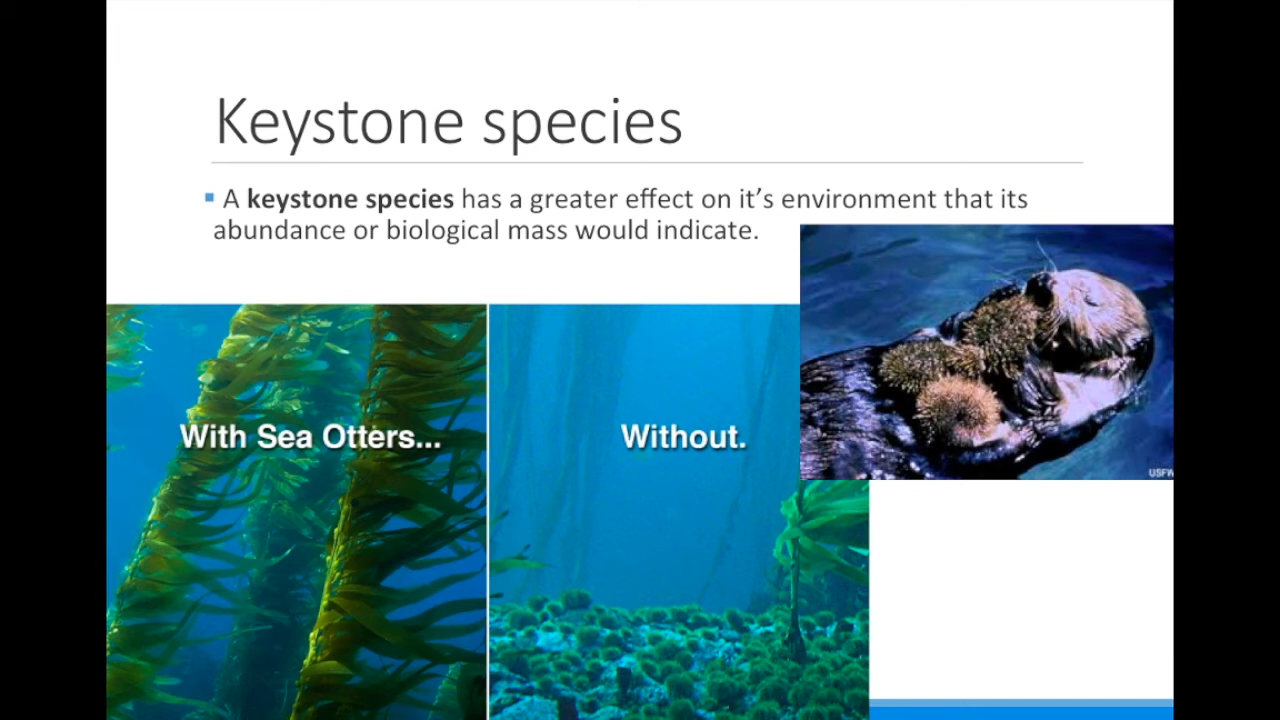 Keystone species
A keystone species has a greater effect on it’s environment that its
abundance or biological mass would indicate.
With Sea Otters...
Without.
USFW